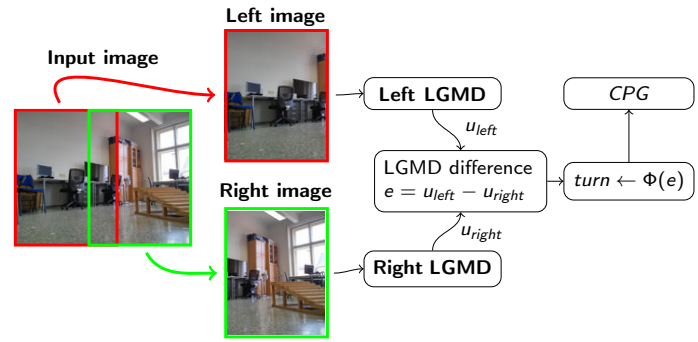 Left image
Input image
Left LGMD
CPG
u_left
LGMD difference
e = u_left − u_right
turn ← Φ(e)
Right image
u_right
Right LGMD